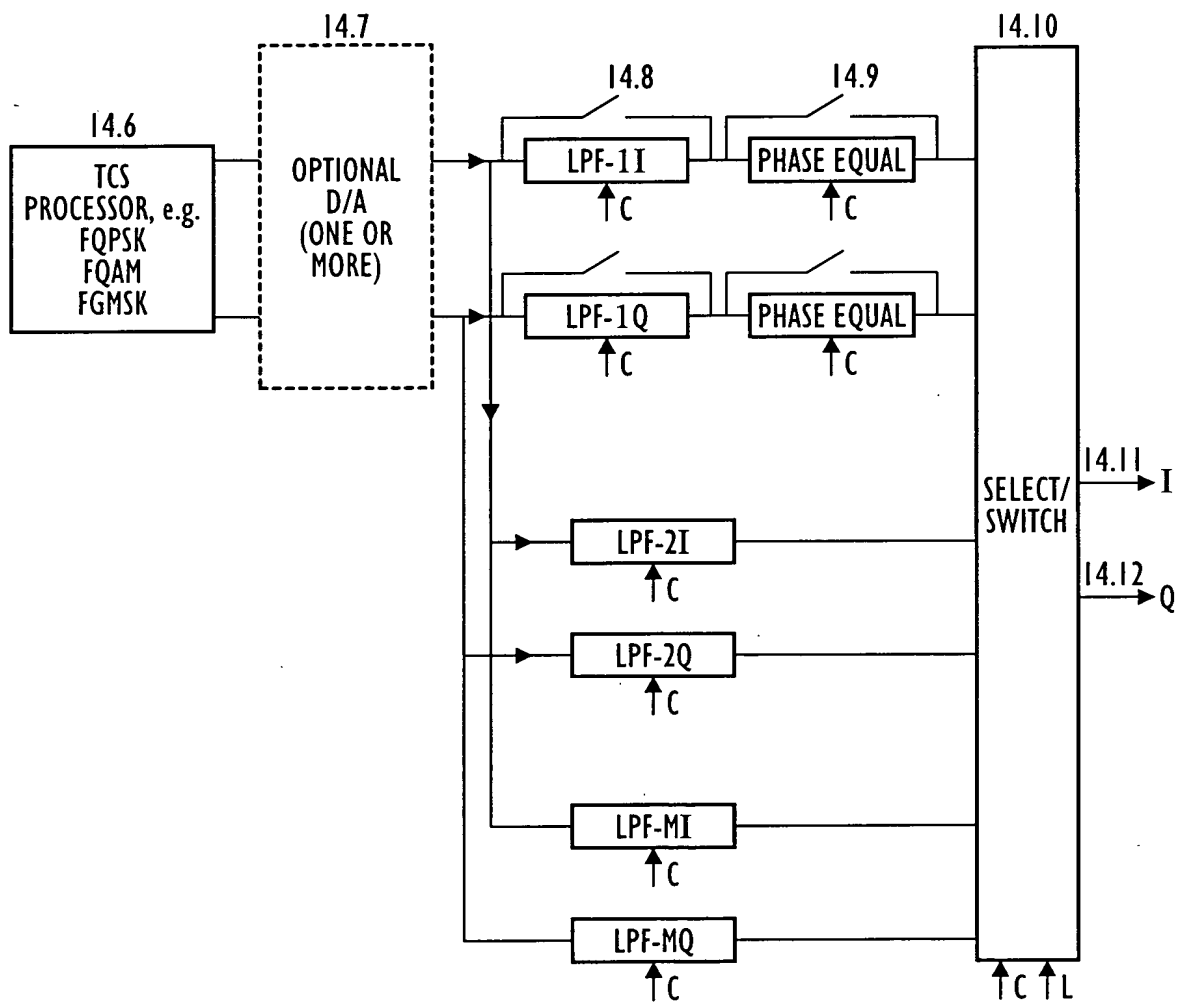 14.7
14.10
14.6
TCS
PROCESSOR, e.g.
FQPSK
FQAM
FGMSK
OPTIONAL
D/A
(ONE OR
MORE)
14.8
14.9
LPF-1I
PHASE EQUAL
C
C
LPF-1Q
PHASE EQUAL
C
C
SELECT/
SWITCH
14.11
I
14.12
Q
LPF-2I
C
LPF-2Q
C
LPF-MI
C
LPF-MQ
C
C
L